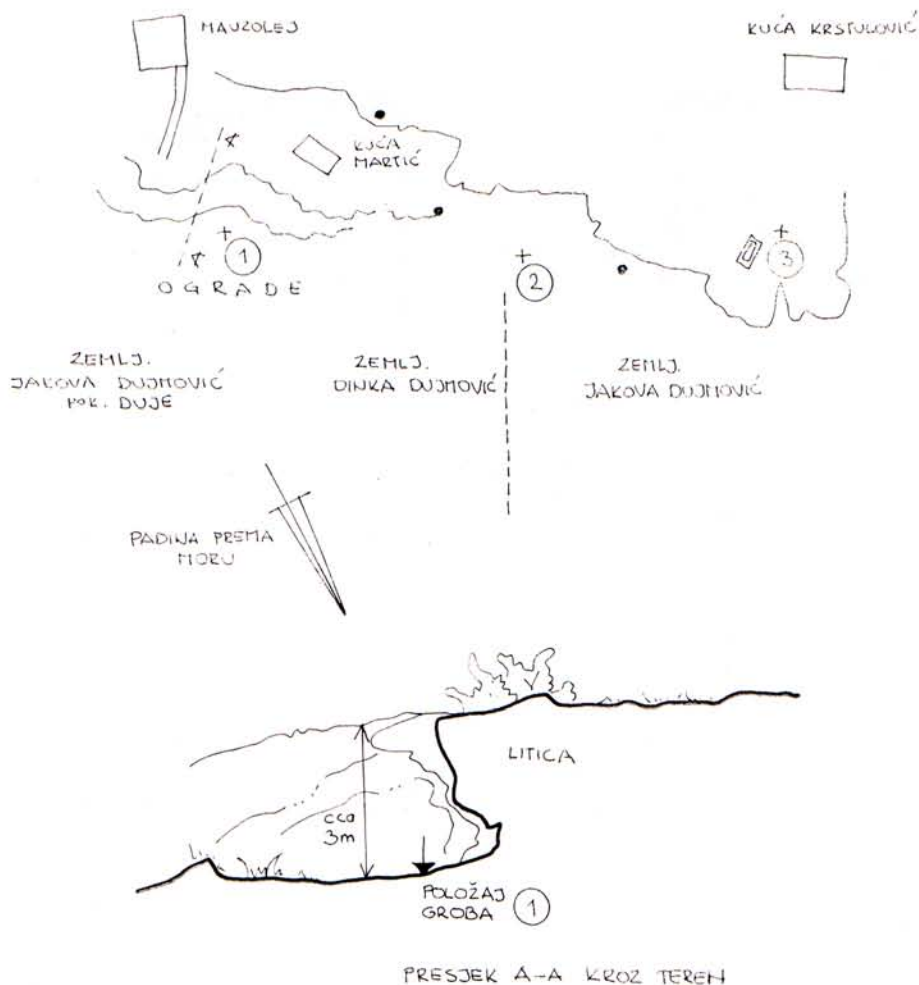 MAUZOLEJ
KUĆA KRSTULOVIĆ
KUĆA
MARTIĆ
A
A
1
2
3
OGRADE
ZEMLJ.
JAKOVA DUJMOVIĆ
POK. DUJE
ZEMLJ.
DINKA DUJMOVIĆ
ZEMLJ.
JAKOVA DUJMOVIĆ
PADINA PREMA
MORU
LITICA
cca
3m
POLOŽAJ
GROBA 1
PRESJEK A-A KROZ TEREN